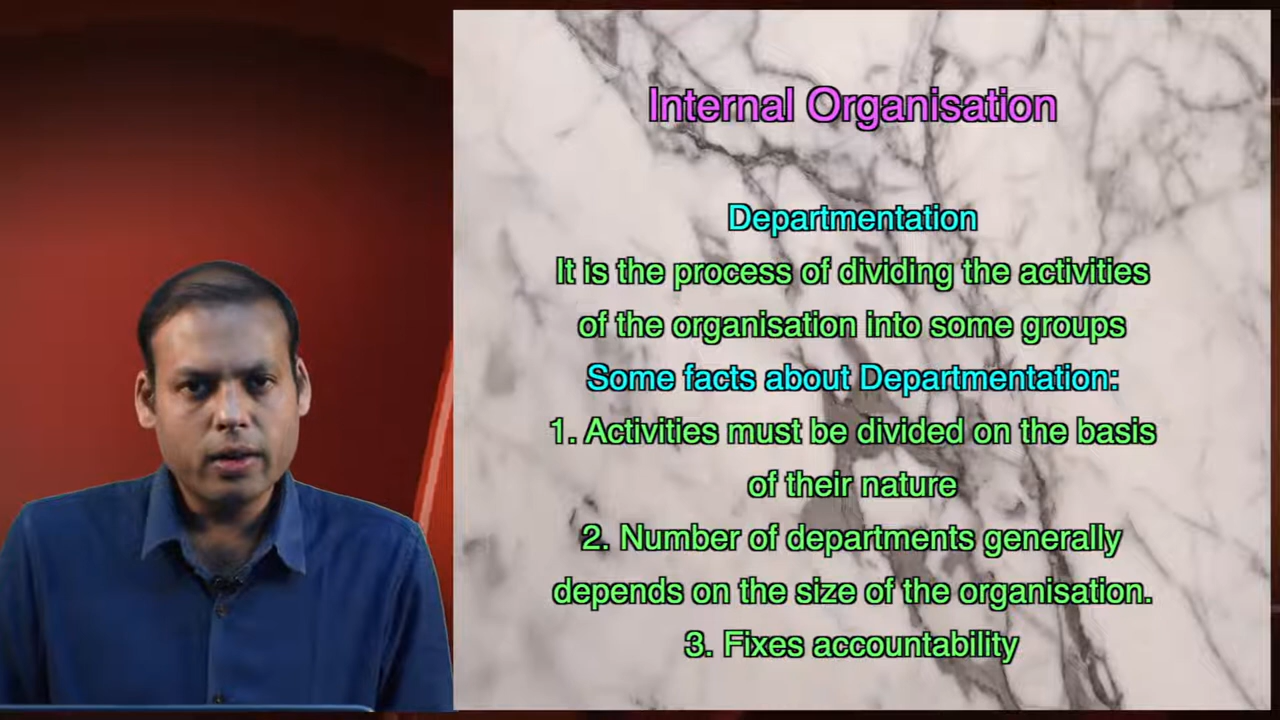 Internal Organisation
Departmentation
It is the process of dividing the activities
of the organisation into some groups
Some facts about Departmentation:
1. Activities must be divided on the basis
of their nature
2. Number of departments generally
depends on the size of the organisation.
3. Fixes accountability